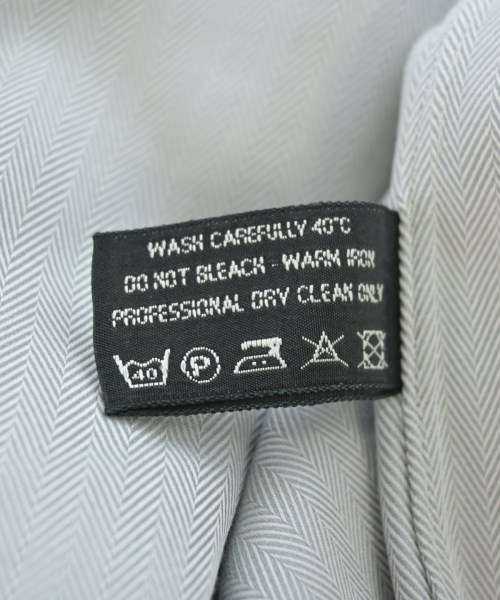 WASH CAREFULLY 40°C
DO NOT BLEACH - WARM IRON
PROFESSIONAL DRY CLEAN ONLY
40 P